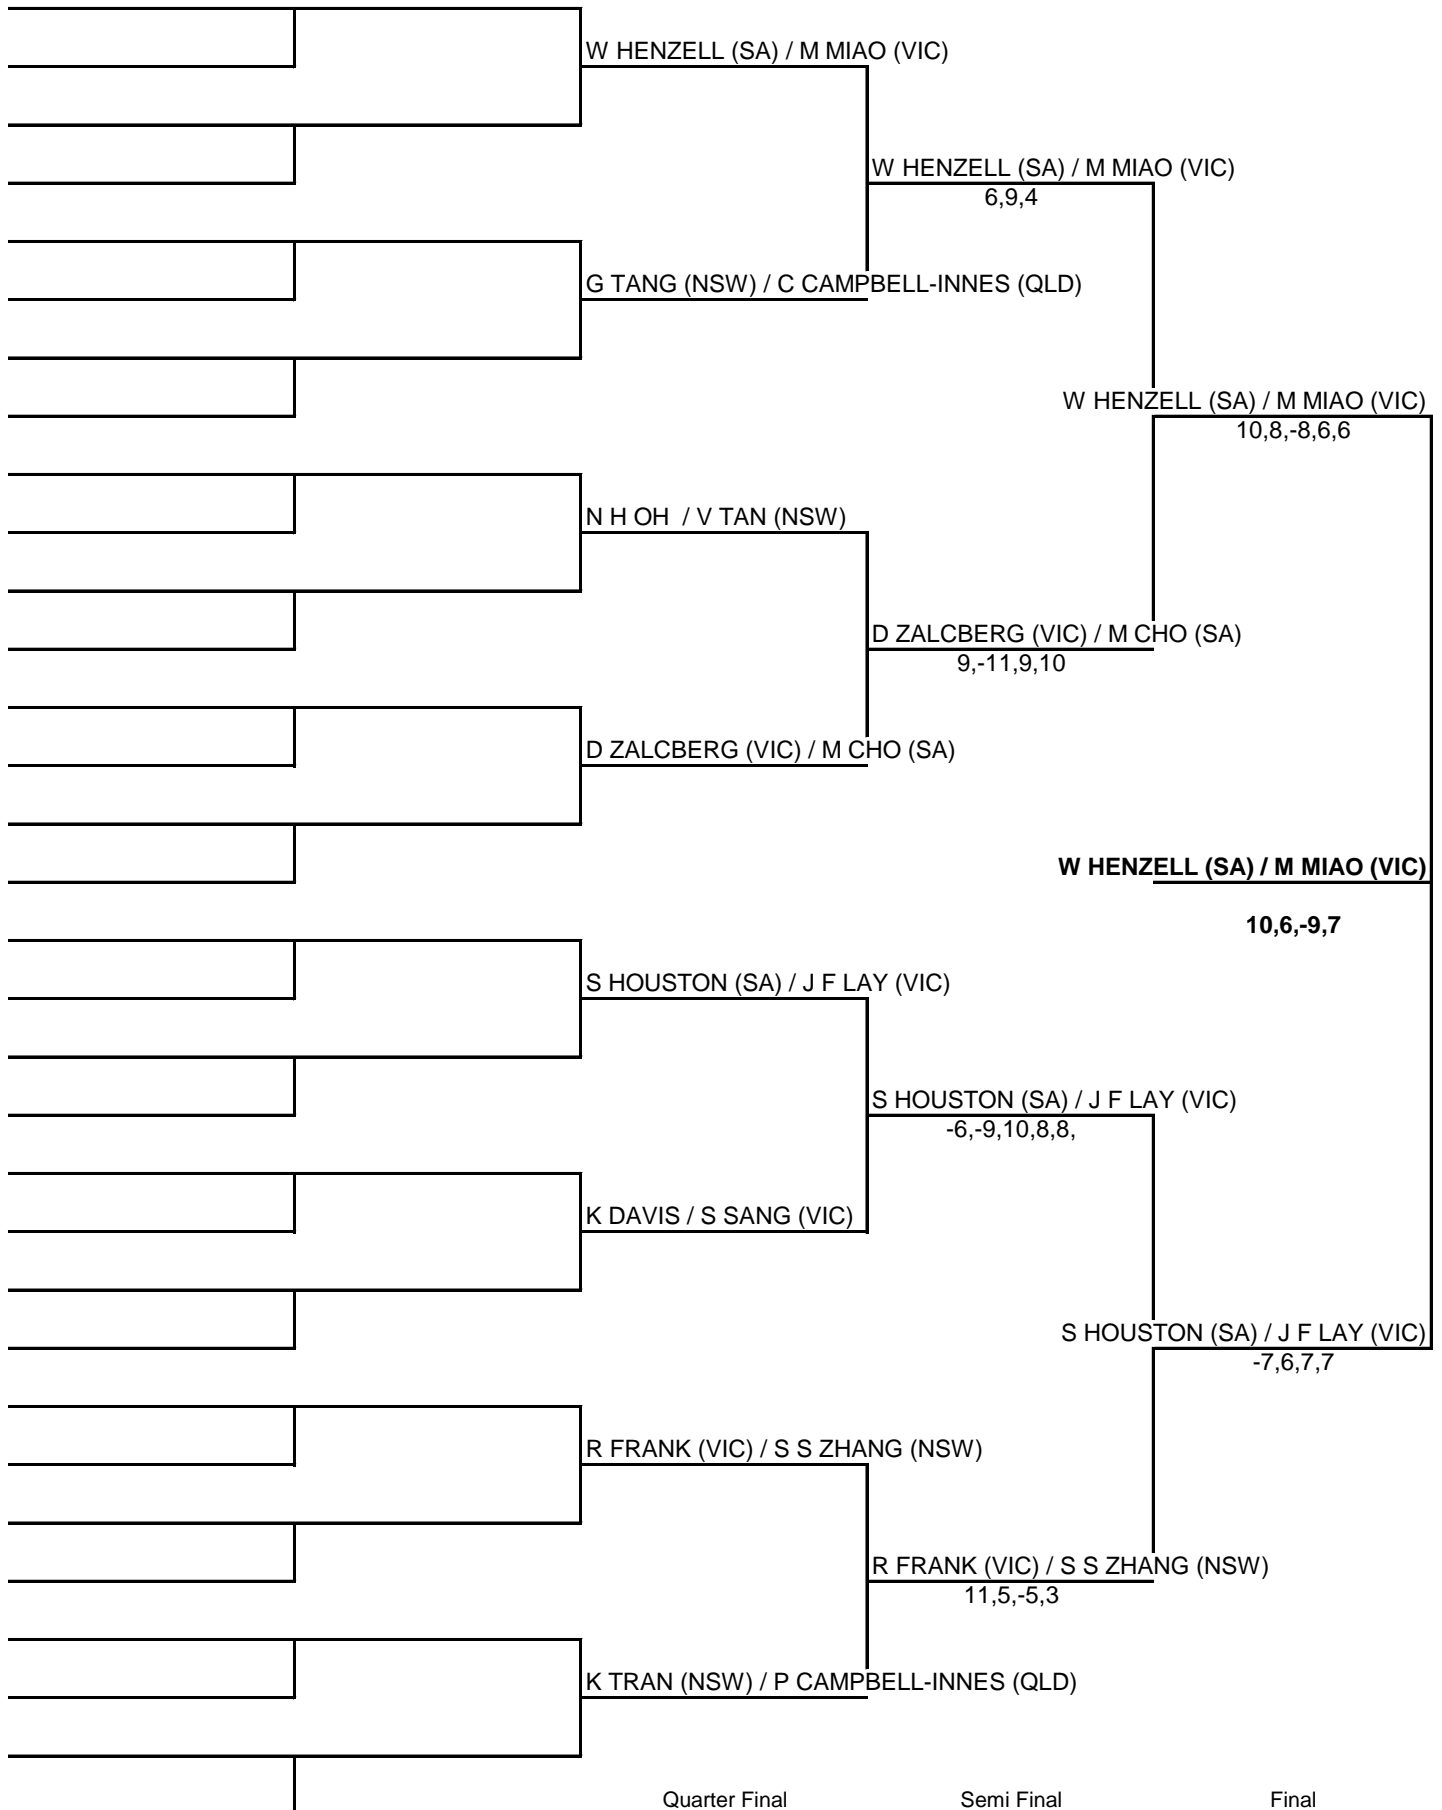 W HENZELL (SA) / M MIAO (VIC)
W HENZELL (SA) / M MIAO (VIC)
6,9,4
G TANG (NSW) / C CAMPBELL-INNES (QLD)
W HENZELL (SA) / M MIAO (VIC)
10,8,-8,6,6
N H OH / V TAN (NSW)
D ZALCBERG (VIC) / M CHO (SA)
9,-11,9,10
D ZALCBERG (VIC) / M CHO (SA)
W HENZELL (SA) / M MIAO (VIC)
10,6,-9,7
S HOUSTON (SA) / J F LAY (VIC)
S HOUSTON (SA) / J F LAY (VIC)
-6,-9,10,8,8,
K DAVIS / S SANG (VIC)
S HOUSTON (SA) / J F LAY (VIC)
-7,6,7,7
R FRANK (VIC) / S S ZHANG (NSW)
R FRANK (VIC) / S S ZHANG (NSW)
11,5,-5,3
K TRAN (NSW) / P CAMPBELL-INNES (QLD)
Quarter Final Semi Final Final